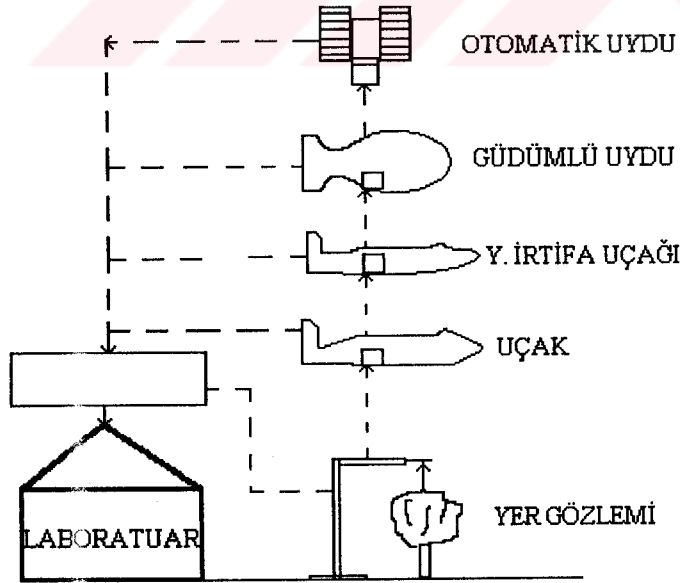 OTOMATİK UYDU
GÜDÜMLÜ UYDU
Y. İRTİFA UÇAĞI
UÇAK
YER GÖZLEMİ
LABORATUAR